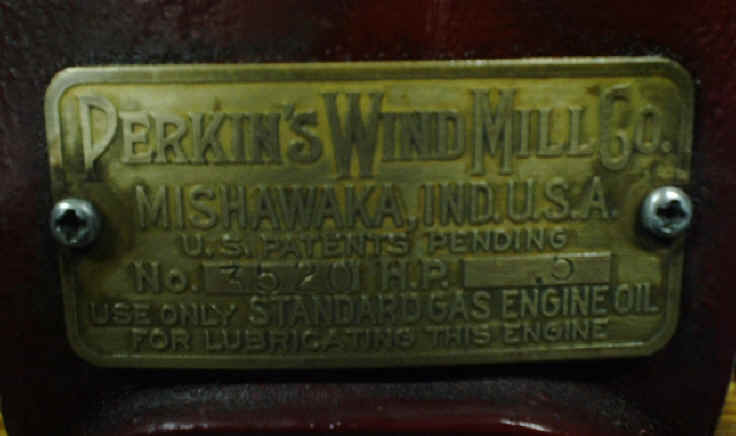 PERKIN'S WIND MILL CO.
MISHAWAKA, IND. U.S.A.
U.S. PATENTS PENDING
No. 3520 H.P. .5
USE ONLY STANDARD GAS ENGINE OIL
FOR LUBRICATING THIS ENGINE